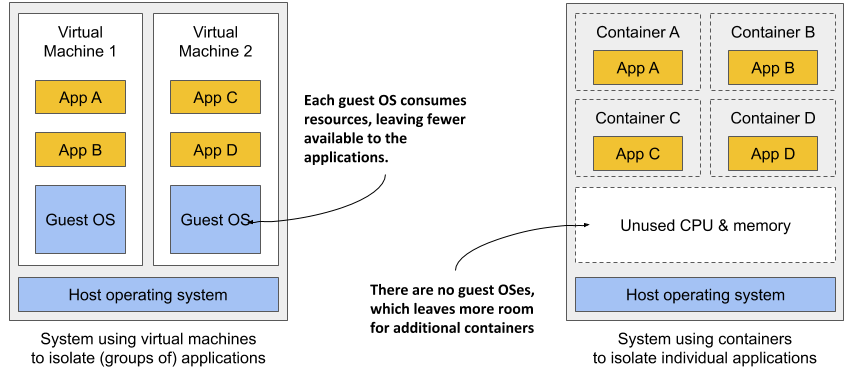 Virtual
Machine 1
App A
App B
Guest OS
Virtual
Machine 2
App C
App D
Guest OS
Host operating system
System using virtual machines
to isolate (groups of) applications
Each guest OS consumes
resources, leaving fewer
available to the
applications.
There are no guest OSes,
which leaves more room
for additional containers
Container A
App A
Container B
App B
Container C
App C
Container D
App D
Unused CPU & memory
Host operating system
System using containers
to isolate individual applications